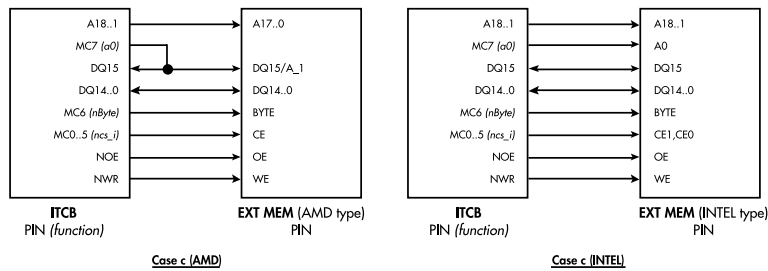 A18..1 A17..0
MC7 (a0)
DQ15 DQ15/A_1
DQ14..0 DQ14..0
MC6 (nByte) BYTE
MC0..5 (ncs_i) CE
NOE OE
NWR WE
ITCB EXT MEM (AMD type)
PIN (function) PIN
Case c (AMD)
A18..1 A18..1
MC7 (a0) A0
DQ15 DQ15
DQ14..0 DQ14..0
MC6 (nByte) BYTE
MC0..5 (ncs_i) CE1,CE0
NOE OE
NWR WE
ITCB EXT MEM (INTEL type)
PIN (function) PIN
Case c (INTEL)